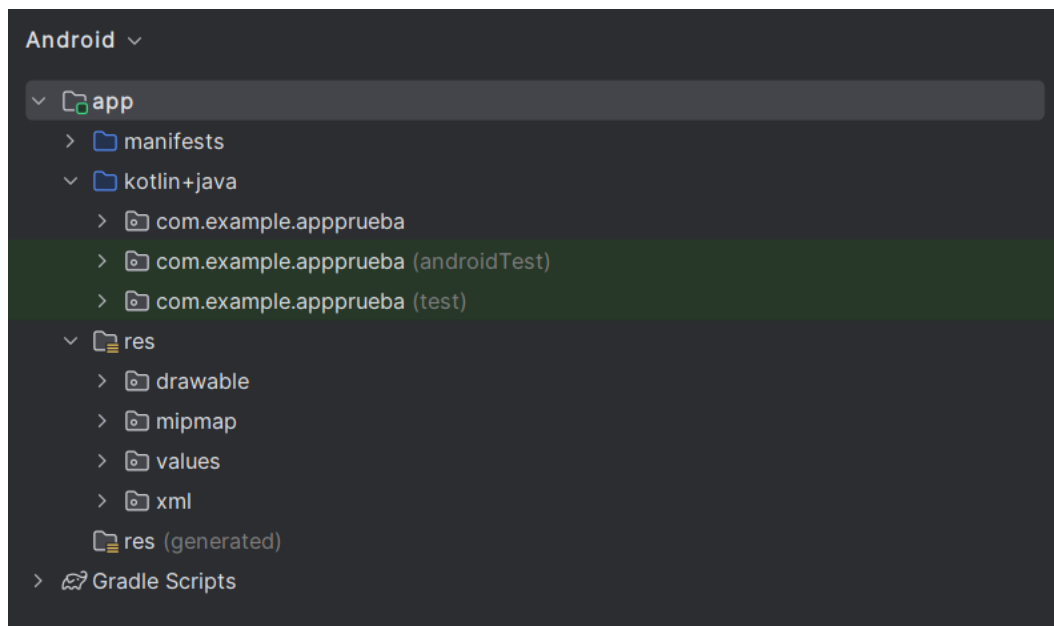 Android
app
manifests
kotlin+java
com.example.appprueba
com.example.appprueba (androidTest)
com.example.appprueba (test)
res
drawable
mipmap
values
xml
res (generated)
Gradle Scripts